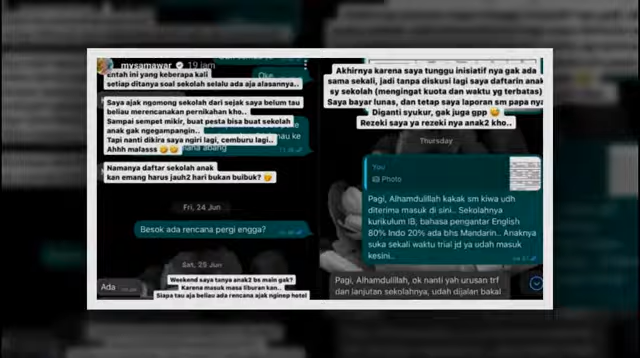 mysamawar 19 jam
Entah ini yang keberapa kali
setiap ditanya soal sekolah selalu ada aja alasannya..
Oke
Saya ajak ngomong sekolah dari sejak saya belum tau
beliau merencanakan pernikahan kho..
Sampai sempet mikir, buat pesta bisa buat sekolah
anak gak ngegampangin..
Tapi nanti dikira saya ngiri lagi, cemburu lagi..
Ahhh malasss
Namanya daftar sekolah anak
kan emang harus jauh2 hari bukan buibuk?
Fri, 24 Jun
Besok ada rencana pergi engga?
Sat, 25 Jun
Ada
Weekend saya tanya anak2 bs main gak?
Karena masuk masa liburan kan..
Siapa tau aja beliau ada rencana ajak nginep hotel
Akhirnya karena saya tunggu inisiatif nya gak ada
sama sekali, jadi tanpa diskusi lagi saya daftarin anak
sy sekolah (mengingat kuota dan waktu yg terbatas)
Saya bayar lunas, dan tetap saya laporan sm papa nya
Diganti syukur, gak juga gpp
Rezeki saya ya rezeki nya anak2 kho..
Thursday
You
Photo
Pagi, Alhamdulillah kakak sm kiwa udh
diterima masuk di sini.. Sekolahnya
kurikulum IB, bahasa pengantar English
80% Indo 20% ada bhs Mandarin.. Anaknya
suka sekali waktu trial jd ya udah masuk
kesini..
Pagi, Alhamdulillah, ok nanti yah urusan trf
dan lanjutan sekolahnya, udah dijalan bakal